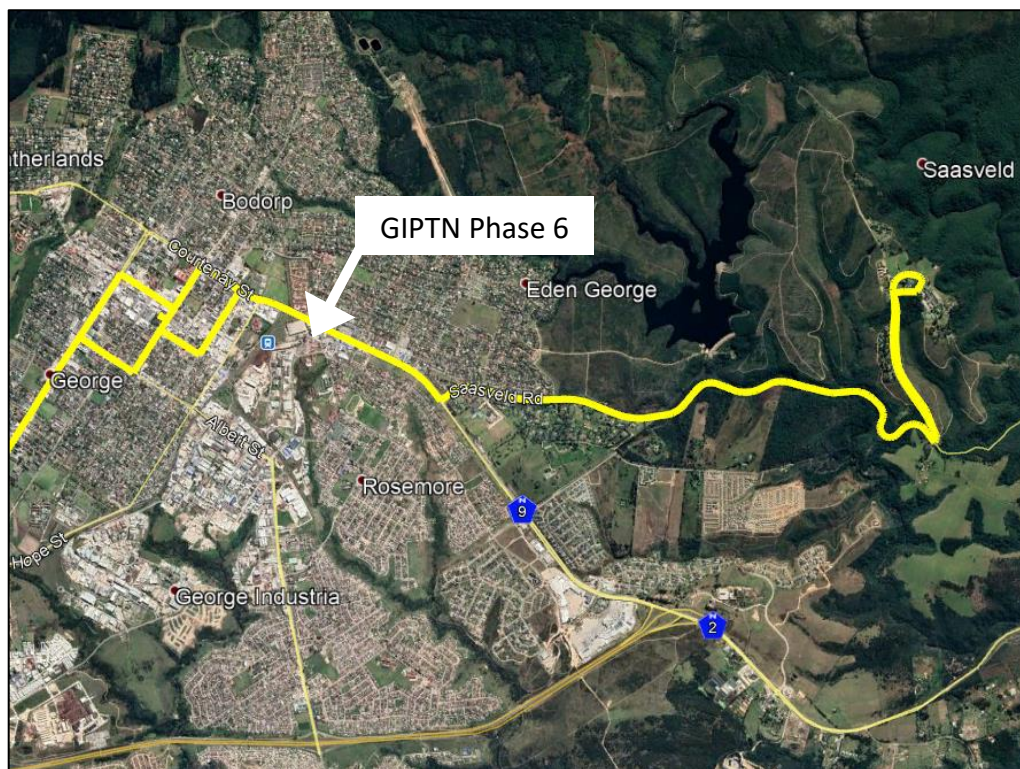 atherlands
Saasveld
Bodorp
GIPTN Phase 6
Courtenay St
Eden George
George
Saasveld Rd
Albert St
Rosemore
N
9
Hope St
George Industria
N
2